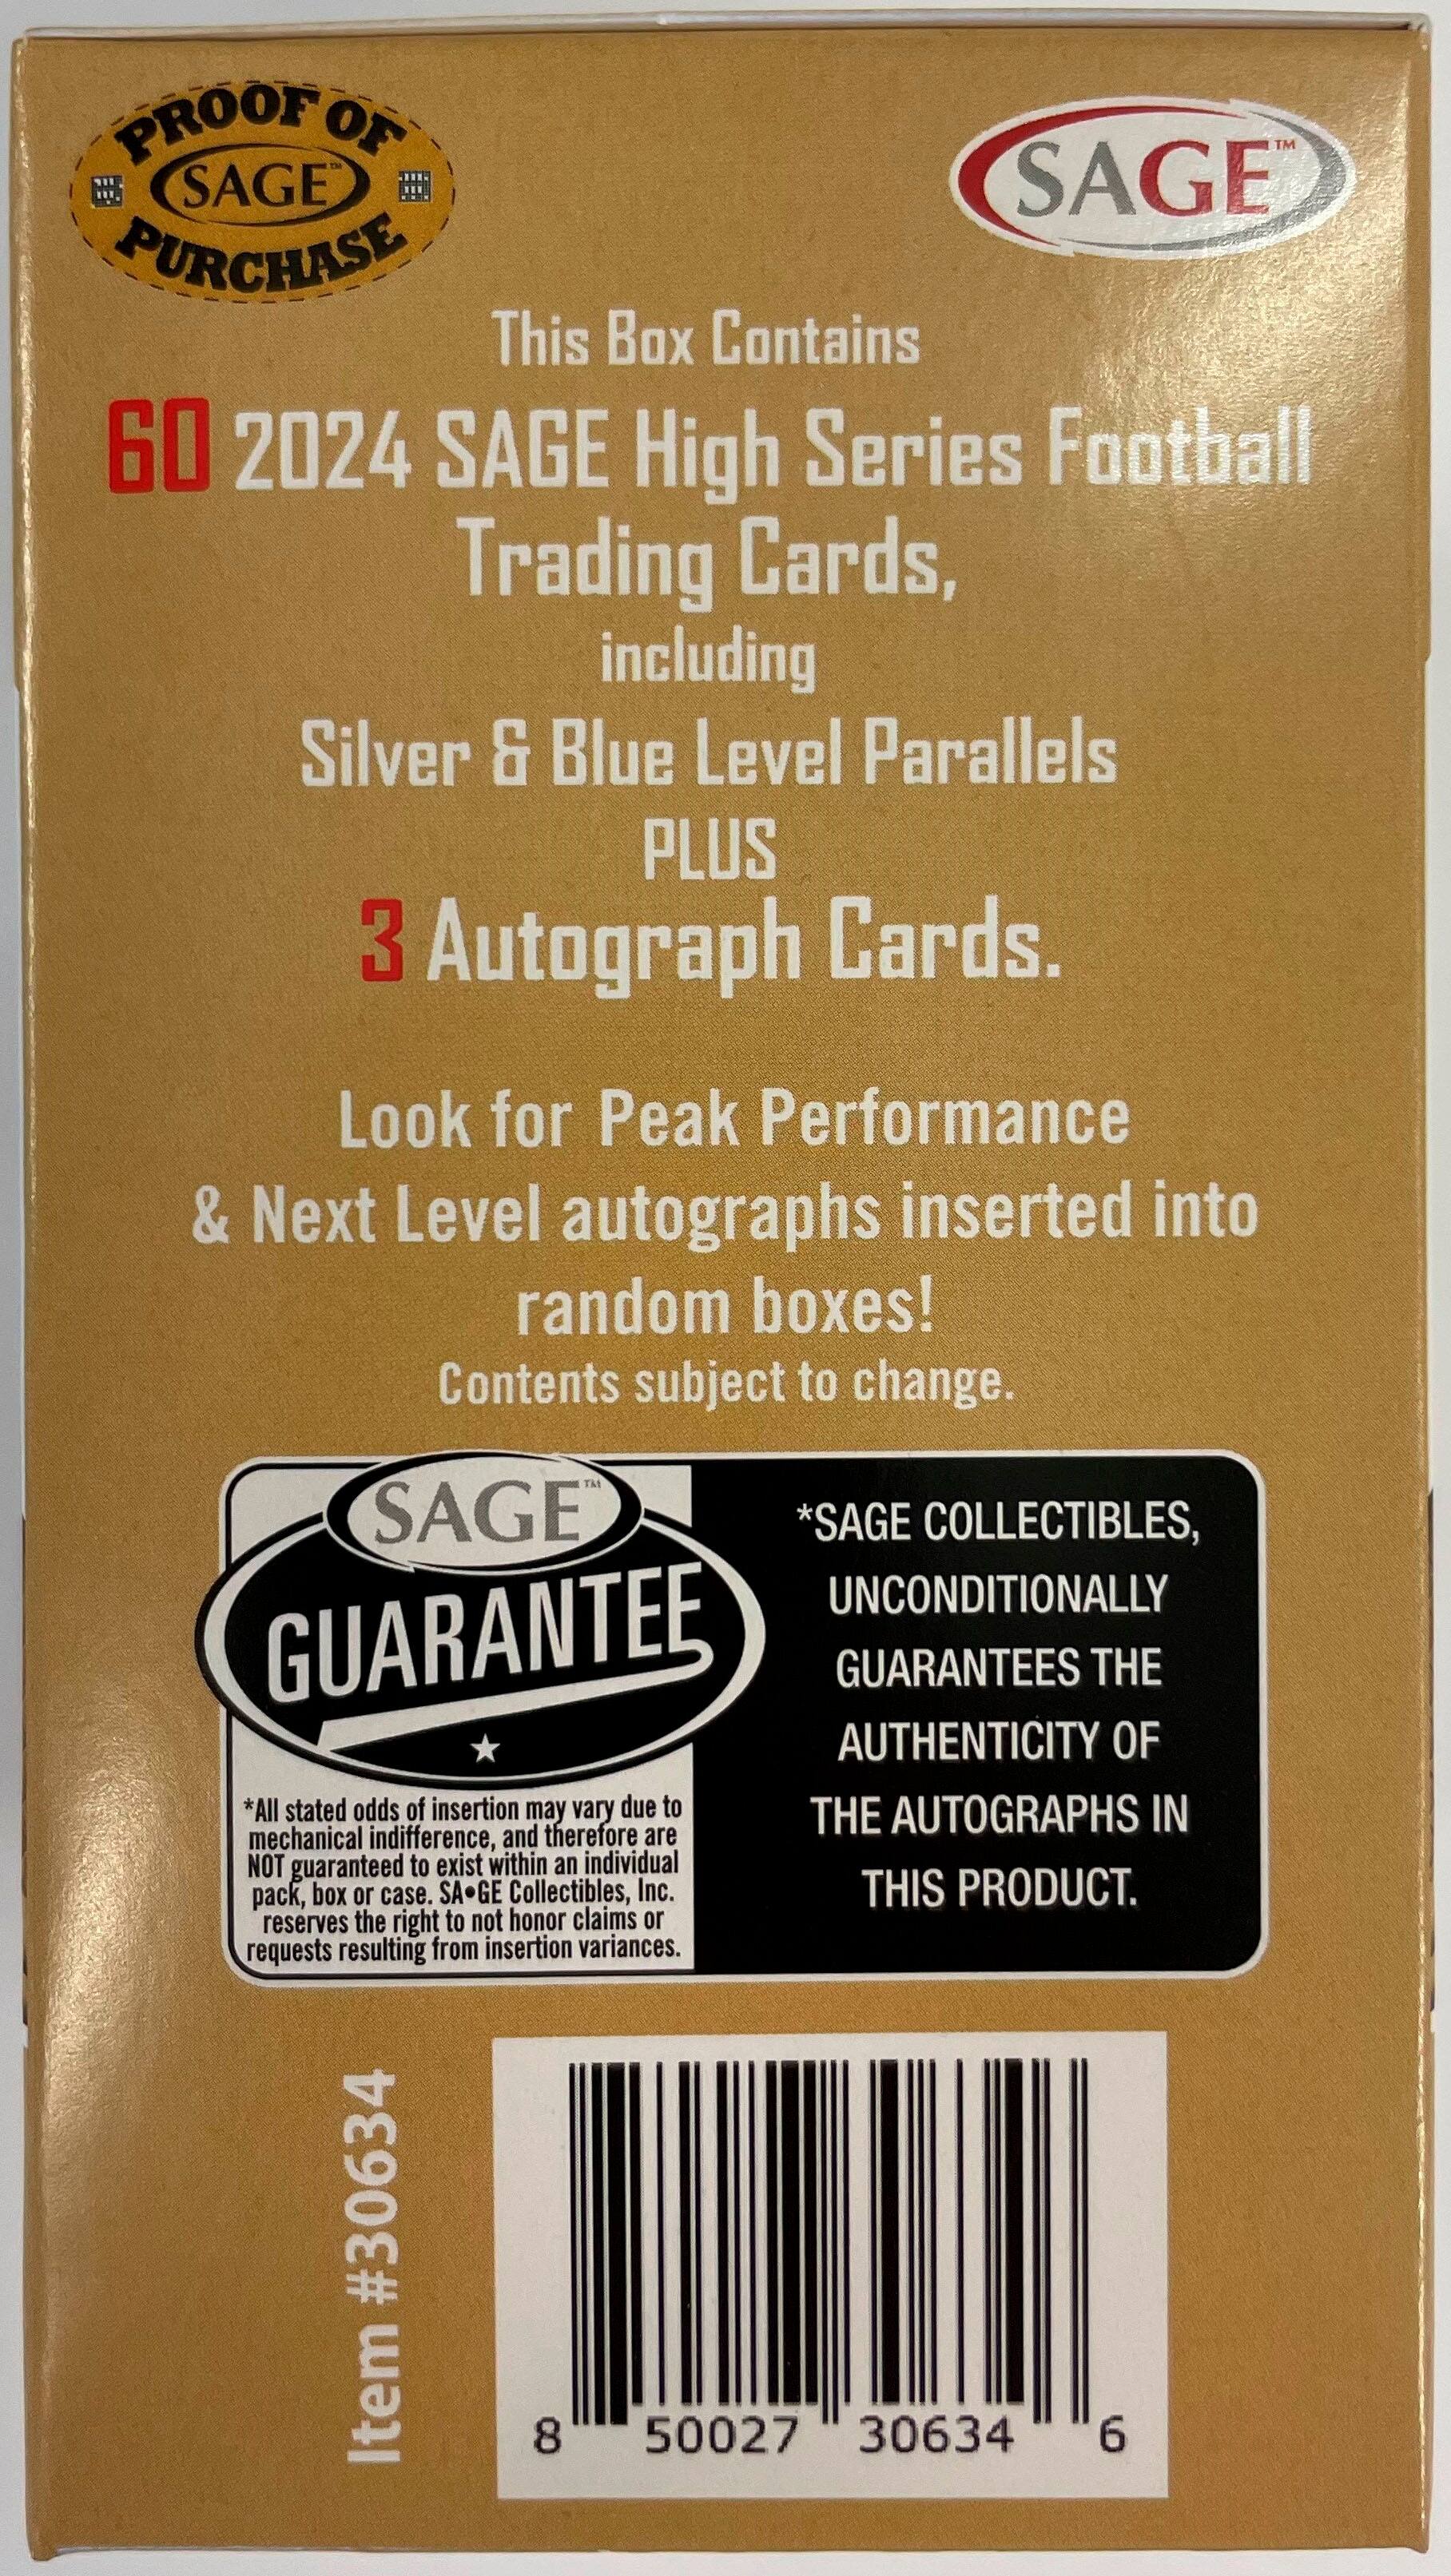 PROOF OF
SAGE™
PURCHASE
SAGE™
This Box Contains
60 2024 SAGE High Series Football
Trading Cards,
including
Silver & Blue Level Parallels
PLUS
3 Autograph Cards.
Look for Peak Performance
& Next Level autographs inserted into
random boxes!
Contents subject to change.
SAGE™
GUARANTEE
*All stated odds of insertion may vary due to
mechanical indifference, and therefore are
NOT guaranteed to exist within an individual
pack, box or case. SA•GE Collectibles, Inc.
reserves the right to not honor claims or
requests resulting from insertion variances.
*SAGE COLLECTIBLES,
UNCONDITIONALLY
GUARANTEES THE
AUTHENTICITY OF
THE AUTOGRAPHS IN
THIS PRODUCT.
Item #30634
8 50027 30634 6